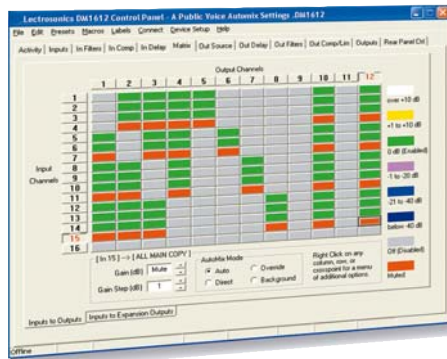 Lectrosonics DM1612 Control Panel - A Public Voice Automix Settings .DM1612
File Edit Presets Macros Labels Connect Device Setup Help
Activity Inputs In Filters In Comp In Delay Matrix Out Source Out Delay Out Filters Out Comp/Lim Outputs Rear Panel Ctrl
Output Channels
1 2 3 4 5 6 7 8 9 10 11 12
1
2
3
4
5
6
7
Input
Channels
8
9
10
11
12
13
14
15
16
over +10 dB
+1 to +10 dB
0 dB (Enabled)
-1 to -20 dB
-21 to -40 dB
below -40 dB
Off (Disabled)
Muted
[ In 15 ] --> [ ALL MAIN COPY ]
Gain (dB) Mute
Gain Step (dB) 1
AutoMix Mode
Auto Override
Direct Background
Right Click on any
column, row, or
crosspoint for a menu
of additional options.
Inputs to Outputs Inputs to Expansion Outputs
Offline